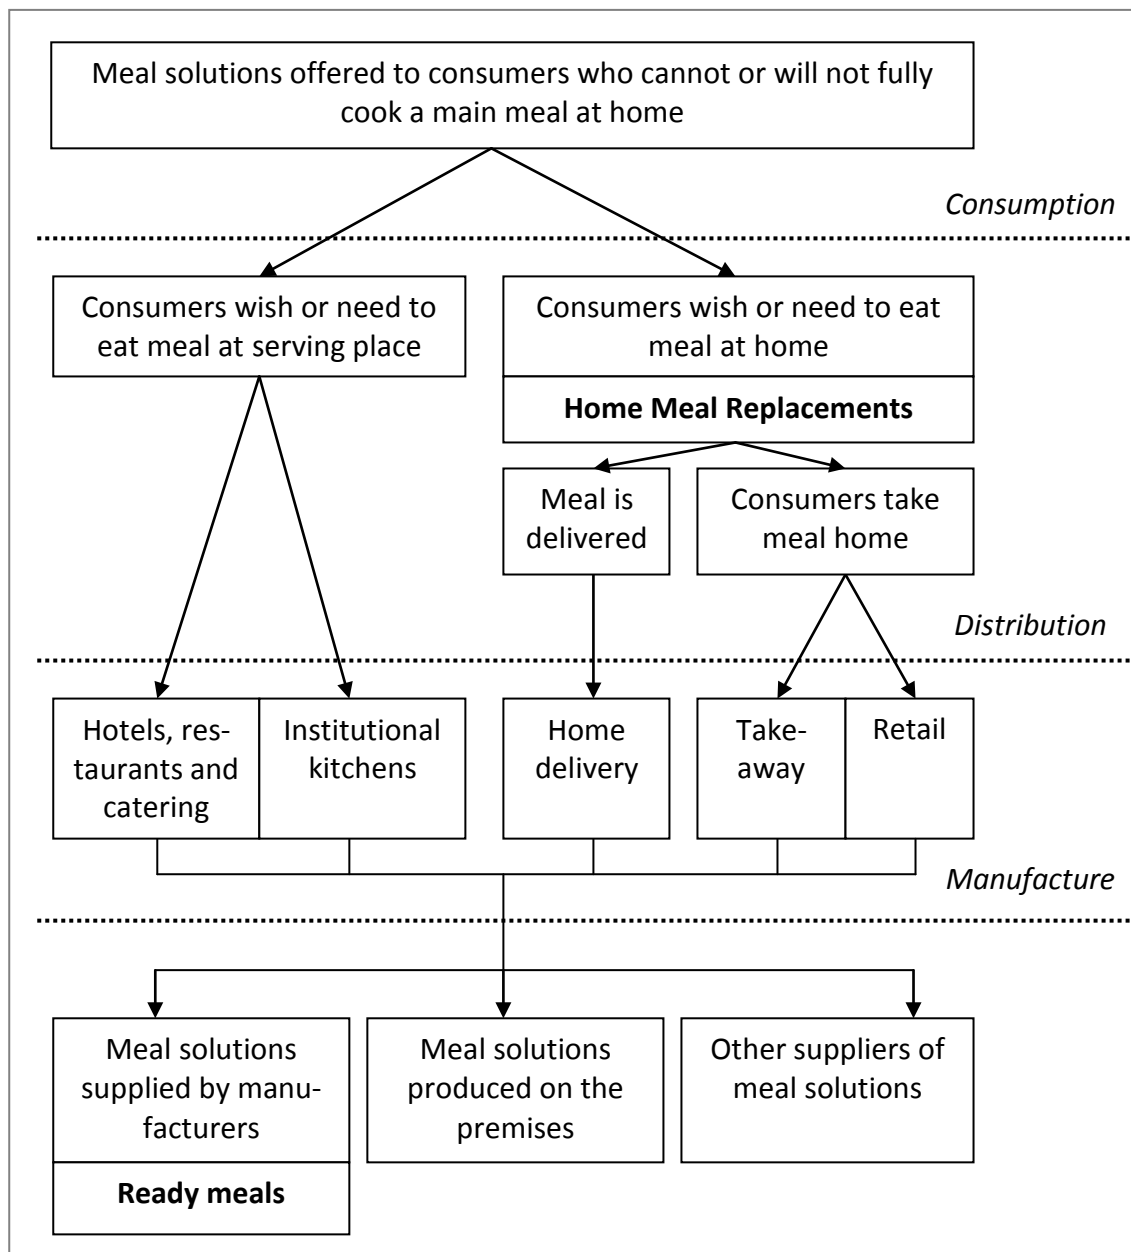 Meal solutions offered to consumers who cannot or will not fully
cook a main meal at home
Consumption
Consumers wish or need to
eat meal at serving place
Consumers wish or need to eat
meal at home
Home Meal Replacements
Meal is
delivered
Consumers take
meal home
Distribution
Hotels, res-
taurants and
catering
Institutional
kitchens
Home
delivery
Take-
away
Retail
Manufacture
Meal solutions
supplied by manu-
facturers
Ready meals
Meal solutions
produced on the
premises
Other suppliers of
meal solutions